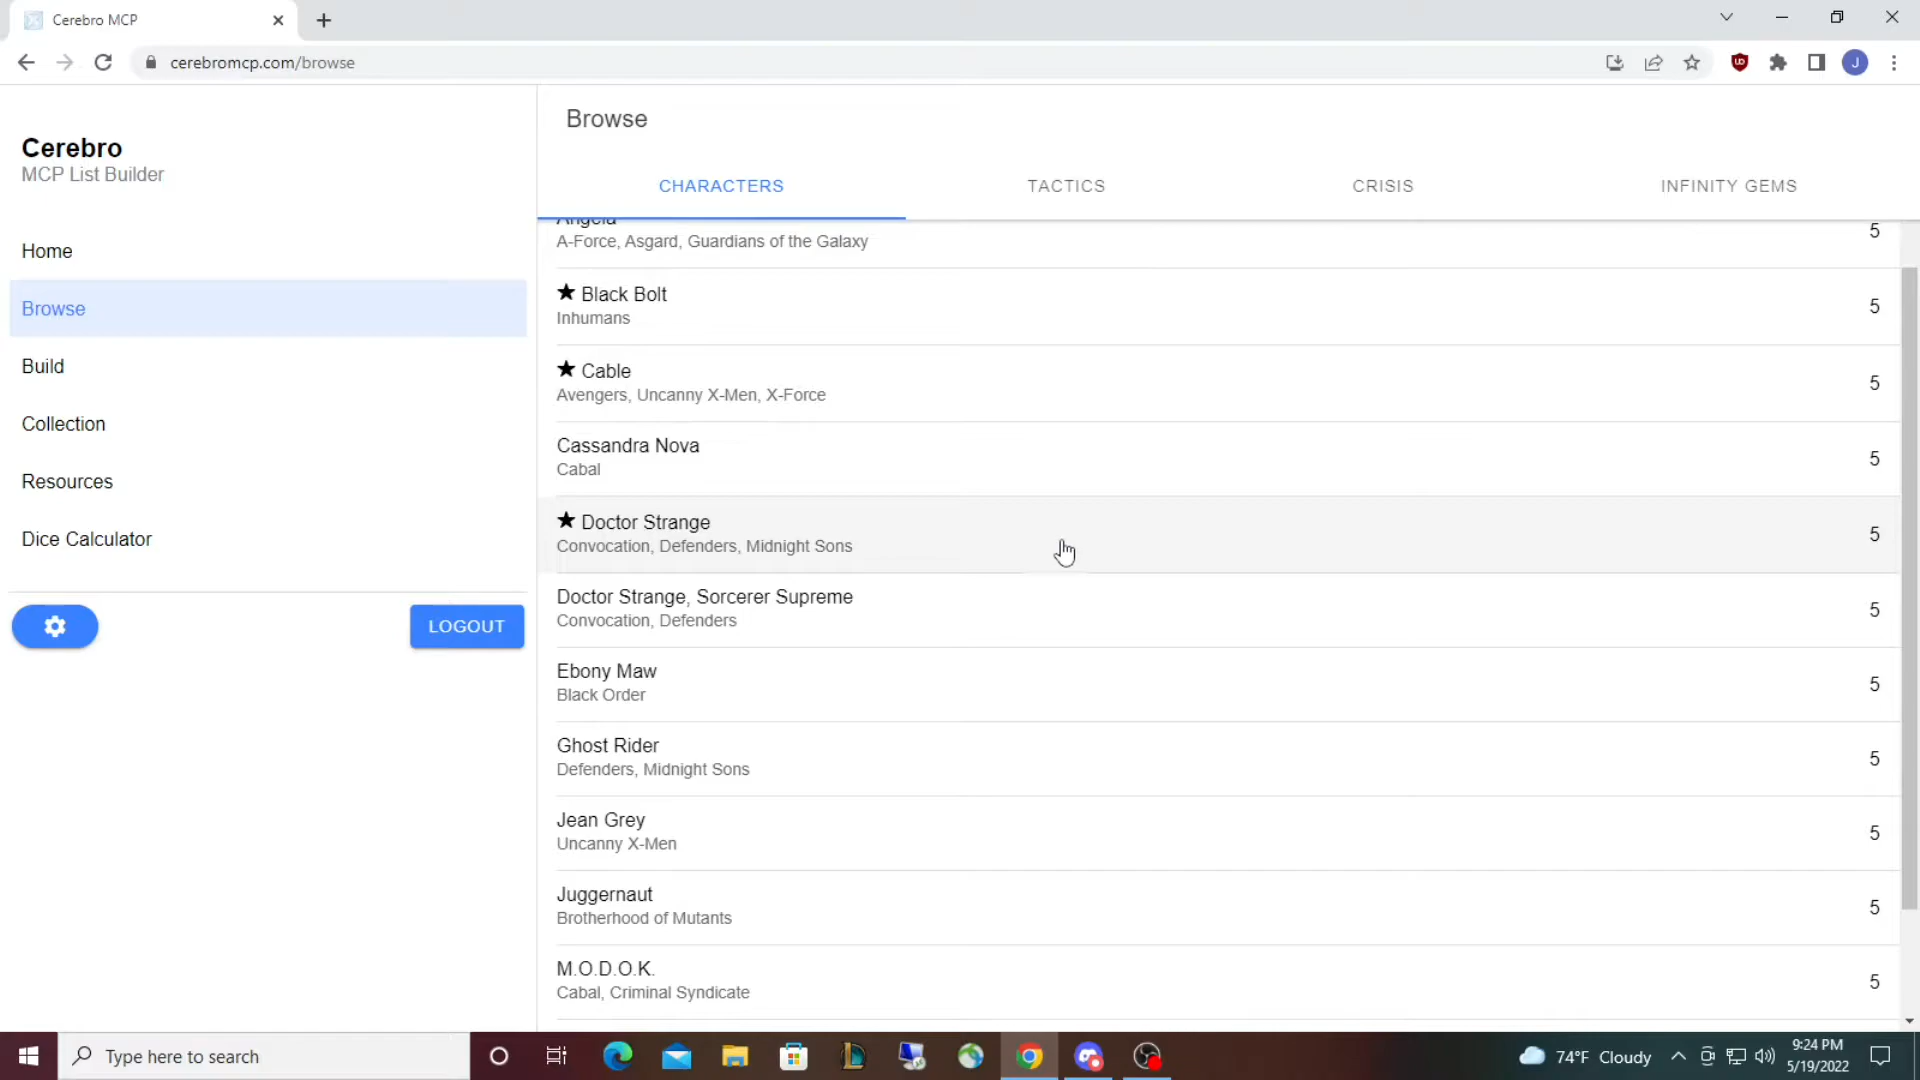 Cerebro MCP
cerebromcp.com/browse
J
Cerebro
MCP List Builder
Home
Browse
Build
Collection
Resources
Dice Calculator
LOGOUT
Browse
CHARACTERS
TACTICS
CRISIS
INFINITY GEMS
Angela
A-Force, Asgard, Guardians of the Galaxy
5
★ Black Bolt
Inhumans
5
★ Cable
Avengers, Uncanny X-Men, X-Force
5
Cassandra Nova
Cabal
5
★ Doctor Strange
Convocation, Defenders, Midnight Sons
5
Doctor Strange, Sorcerer Supreme
Convocation, Defenders
5
Ebony Maw
Black Order
5
Ghost Rider
Defenders, Midnight Sons
5
Jean Grey
Uncanny X-Men
5
Juggernaut
Brotherhood of Mutants
5
M.O.D.O.K.
Cabal, Criminal Syndicate
5
Type here to search
74°F Cloudy
9:24 PM
5/19/2022